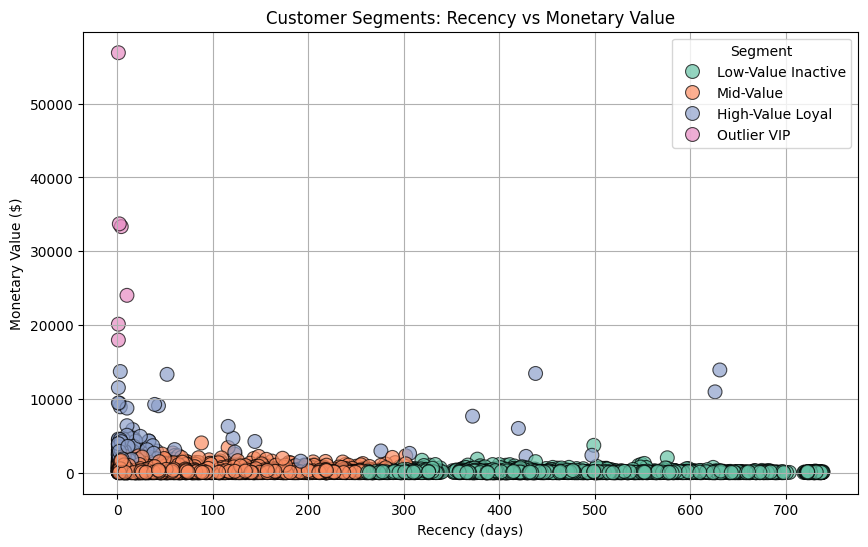 Customer Segments: Recency vs Monetary Value
Segment
Low-Value Inactive
Mid-Value
High-Value Loyal
Outlier VIP
Monetary Value ($)
50000
40000
30000
20000
10000
0
0 100 200 300 400 500 600 700
Recency (days)